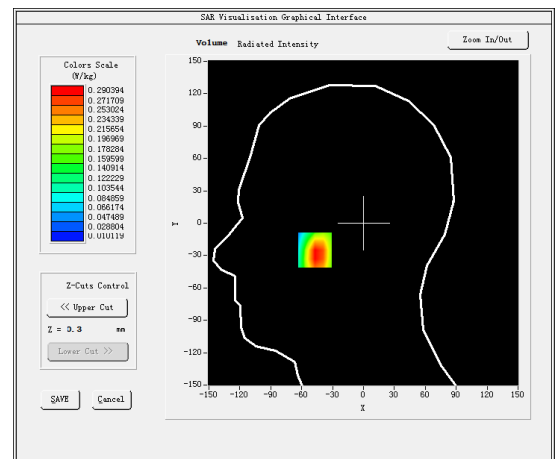 SAR Visualisation Graphical Interface
Volume Radiated Intensity
Zoom In/Out
Colors Scale
(W/kg)
0.290394
0.271709
0.253024
0.234339
0.215654
0.196969
0.178284
0.159599
0.140914
0.122229
0.103544
0.084859
0.066174
0.047489
0.028804
0.010119
Z-Cuts Control
<< Upper Cut
Z = 0.3 mm
Lower Cut >>
SAVE
Cancel
150
120
90
60
30
0
-30
-60
-90
-120
-150
Y
-150 -120 -90 -60 -30 0 30 60 90 120 150
X